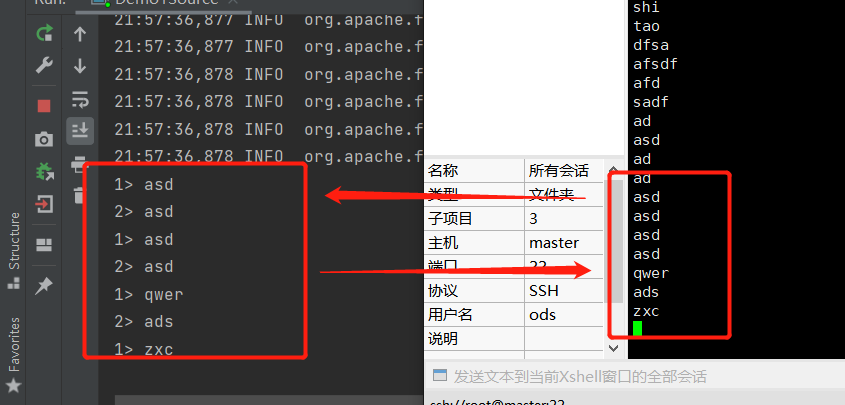 Run: Demo1Source
21:57:36,877 INFO org.apache.f
21:57:36,877 INFO org.apache.f
21:57:36,878 INFO org.apache.f
21:57:36,878 INFO org.apache.f
21:57:36,878 INFO org.apache.f
21:57:36,878 INFO org.apache.f
1> asd
2> asd
1> asd
2> asd
1> qwer
2> ads
1> zxc
Structure
Favorites
名称 所有会话
类型 文件夹
子项目 3
主机 master
端口 22
协议 SSH
用户名 ods
说明
发送文本到当前Xshell窗口的全部会话
ssh://root@master:22
shi
tao
dfsa
afsdf
afd
sadf
ad
asd
ad
ad
asd
asd
asd
asd
qwer
ads
zxc